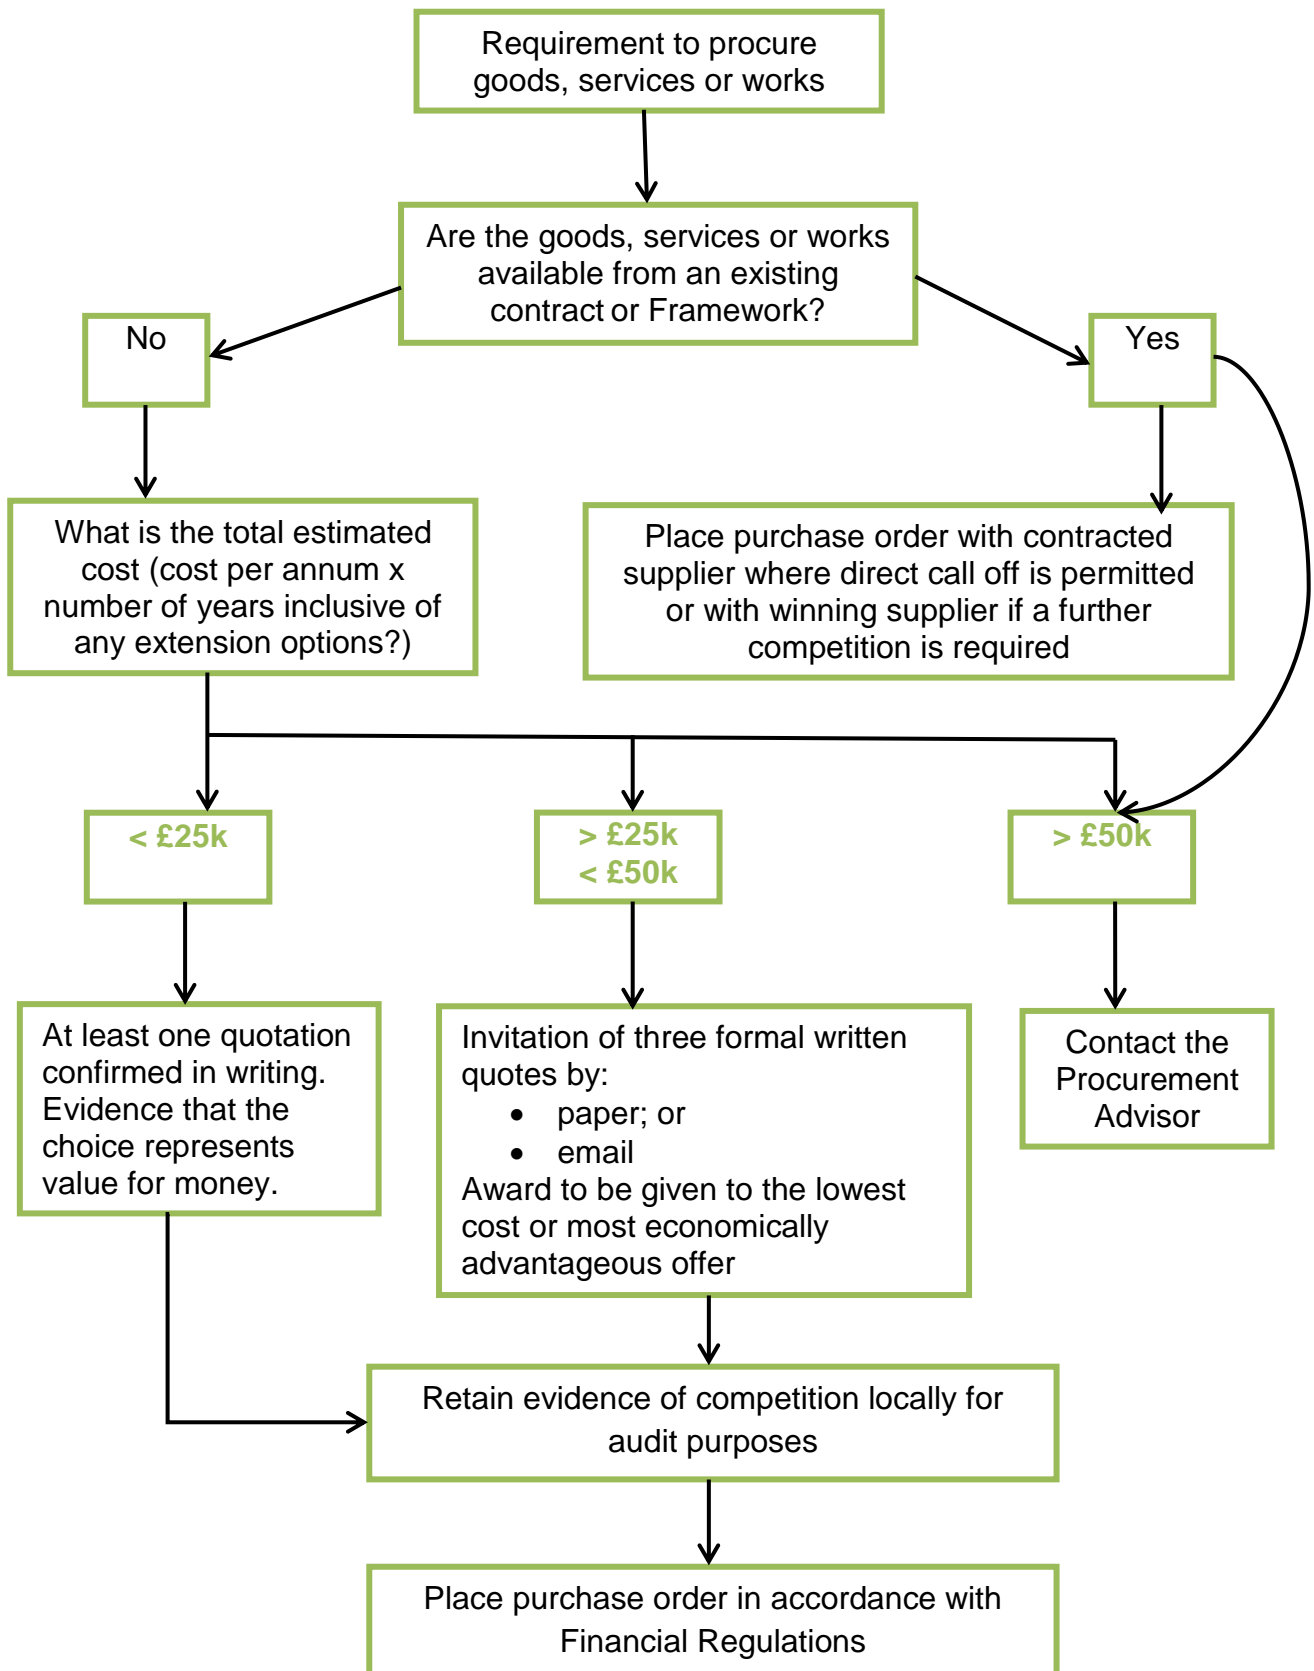 Requirement to procure
goods, services or works
Are the goods, services or works
available from an existing
contract or Framework?
No
Yes
What is the total estimated
cost (cost per annum x
number of years inclusive of
any extension options?)
Place purchase order with contracted
supplier where direct call off is permitted
or with winning supplier if a further
competition is required
< £25k
> £25k
< £50k
> £50k
At least one quotation
confirmed in writing.
Evidence that the
choice represents
value for money.
Invitation of three formal written
quotes by:
• paper; or
• email
Award to be given to the lowest
cost or most economically
advantageous offer
Contact the
Procurement
Advisor
Retain evidence of competition locally for
audit purposes
Place purchase order in accordance with
Financial Regulations